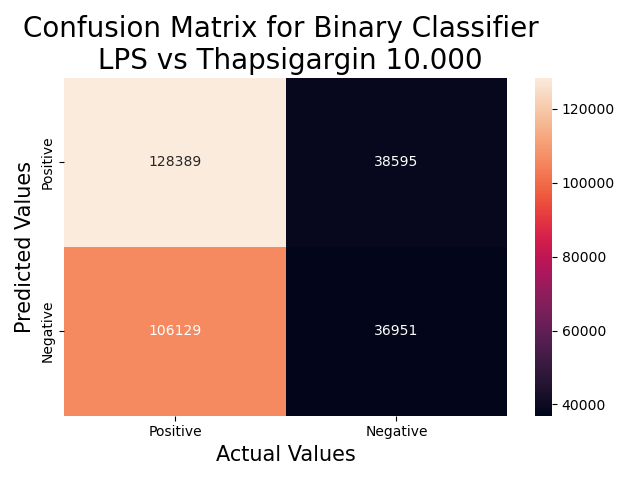 Confusion Matrix for Binary Classifier
LPS vs Thapsigargin 10.000
Predicted Values
Positive
Negative
128389
38595
106129
36951
Positive
Negative
Actual Values
120000
100000
80000
60000
40000